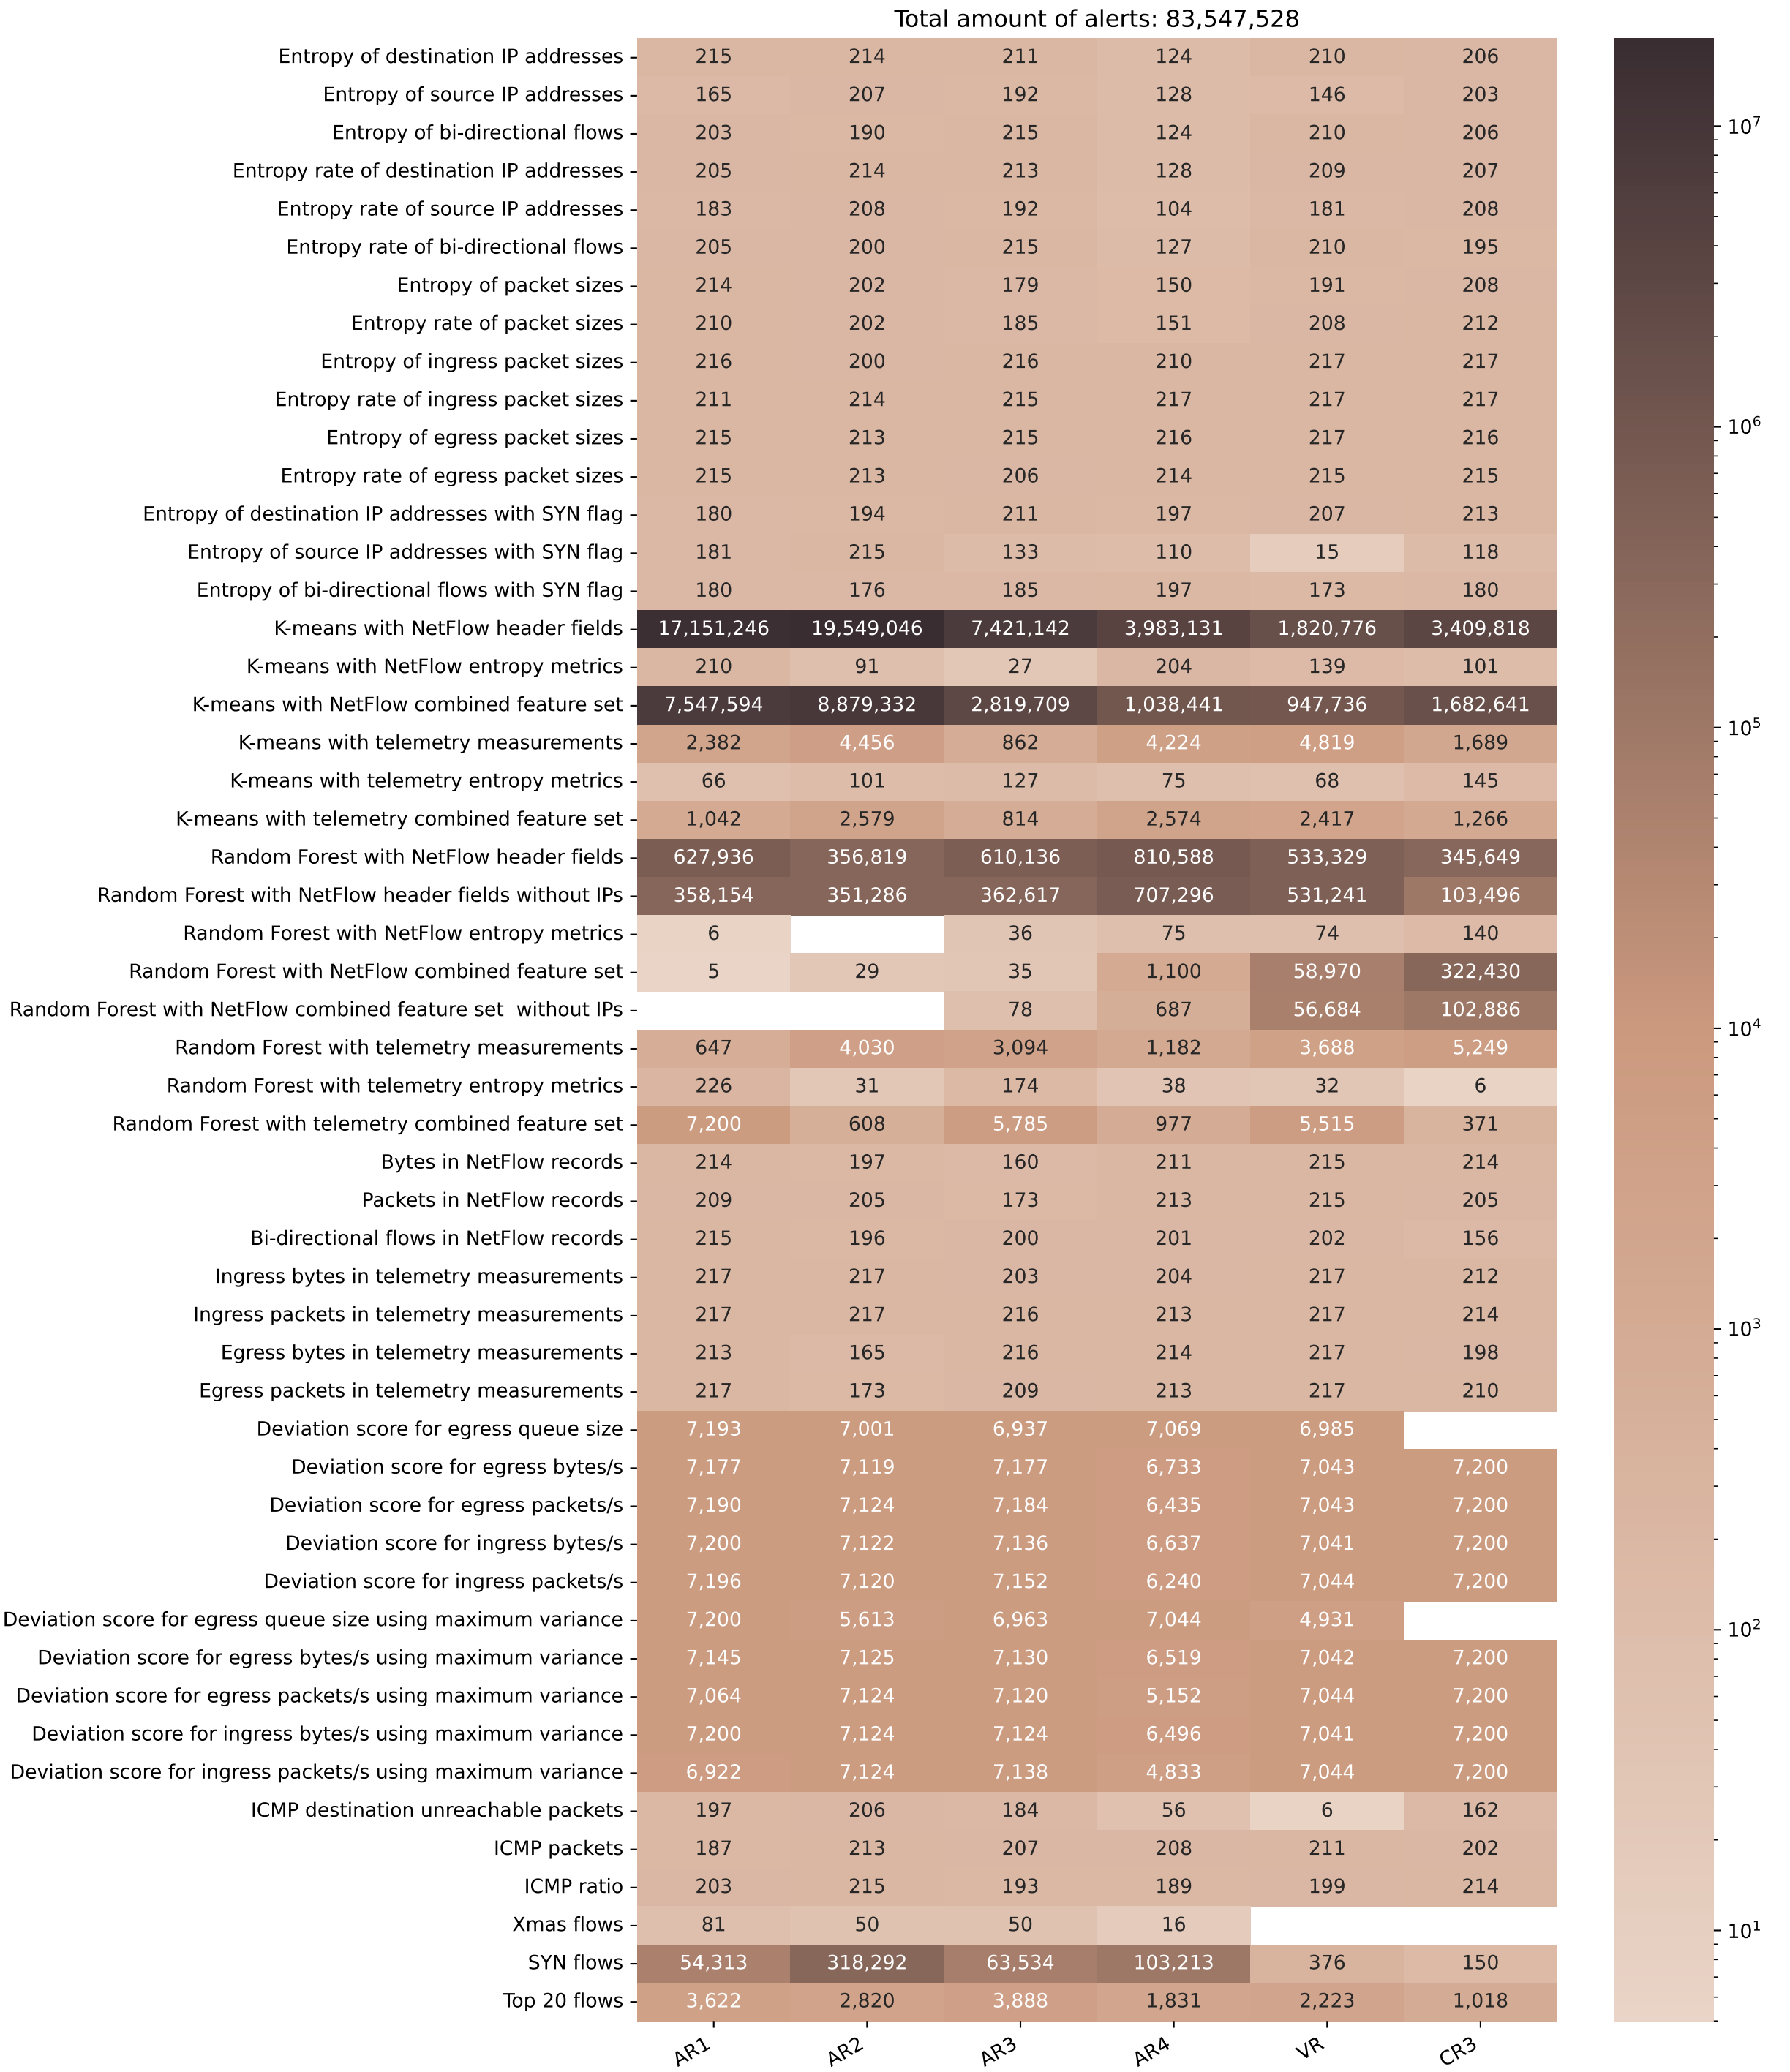 Total amount of alerts: 83,547,528
Entropy of destination IP addresses 215 214 211 124 210 206
Entropy of source IP addresses 165 207 192 128 146 203
Entropy of bi-directional flows 203 190 215 124 210 206
Entropy rate of destination IP addresses 205 214 213 128 209 207
Entropy rate of source IP addresses 183 208 192 104 181 208
Entropy rate of bi-directional flows 205 200 215 127 210 195
Entropy of packet sizes 214 202 179 150 191 208
Entropy rate of packet sizes 210 202 185 151 208 212
Entropy of ingress packet sizes 216 200 216 210 217 217
Entropy rate of ingress packet sizes 211 214 215 217 217 217
Entropy of egress packet sizes 215 213 215 216 217 216
Entropy rate of egress packet sizes 215 213 206 214 215 215
Entropy of destination IP addresses with SYN flag 180 194 211 197 207 213
Entropy of source IP addresses with SYN flag 181 215 133 110 15 118
Entropy of bi-directional flows with SYN flag 180 176 185 197 173 180
K-means with NetFlow header fields 17,151,246 19,549,046 7,421,142 3,983,131 1,820,776 3,409,818
K-means with NetFlow entropy metrics 210 91 27 204 139 101
K-means with NetFlow combined feature set 7,547,594 8,879,332 2,819,709 1,038,441 947,736 1,682,641
K-means with telemetry measurements 2,382 4,456 862 4,224 4,819 1,689
K-means with telemetry entropy metrics 66 101 127 75 68 145
K-means with telemetry combined feature set 1,042 2,579 814 2,574 2,417 1,266
Random Forest with NetFlow header fields 627,936 356,819 610,136 810,588 533,329 345,649
Random Forest with NetFlow header fields without IPs 358,154 351,286 362,617 707,296 531,241 103,496
Random Forest with NetFlow entropy metrics 6 36 75 74 140
Random Forest with NetFlow combined feature set 5 29 35 1,100 58,970 322,430
Random Forest with NetFlow combined feature set  without IPs 78 687 56,684 102,886
Random Forest with telemetry measurements 647 4,030 3,094 1,182 3,688 5,249
Random Forest with telemetry entropy metrics 226 31 174 38 32 6
Random Forest with telemetry combined feature set 7,200 608 5,785 977 5,515 371
Bytes in NetFlow records 214 197 160 211 215 214
Packets in NetFlow records 209 205 173 213 215 205
Bi-directional flows in NetFlow records 215 196 200 201 202 156
Ingress bytes in telemetry measurements 217 217 203 204 217 212
Ingress packets in telemetry measurements 217 217 216 213 217 214
Egress bytes in telemetry measurements 213 165 216 214 217 198
Egress packets in telemetry measurements 217 173 209 213 217 210
Deviation score for egress queue size 7,193 7,001 6,937 7,069 6,985
Deviation score for egress bytes/s 7,177 7,119 7,177 6,733 7,043 7,200
Deviation score for egress packets/s 7,190 7,124 7,184 6,435 7,043 7,200
Deviation score for ingress bytes/s 7,200 7,122 7,136 6,637 7,041 7,200
Deviation score for ingress packets/s 7,196 7,120 7,152 6,240 7,044 7,200
Deviation score for egress queue size using maximum variance 7,200 5,613 6,963 7,044 4,931
Deviation score for egress bytes/s using maximum variance 7,145 7,125 7,130 6,519 7,042 7,200
Deviation score for egress packets/s using maximum variance 7,064 7,124 7,120 5,152 7,044 7,200
Deviation score for ingress bytes/s using maximum variance 7,200 7,124 7,124 6,496 7,041 7,200
Deviation score for ingress packets/s using maximum variance 6,922 7,124 7,138 4,833 7,044 7,200
ICMP destination unreachable packets 197 206 184 56 6 162
ICMP packets 187 213 207 208 211 202
ICMP ratio 203 215 193 189 199 214
Xmas flows 81 50 50 16
SYN flows 54,313 318,292 63,534 103,213 376 150
Top 20 flows 3,622 2,820 3,888 1,831 2,223 1,018
AR1 AR2 AR3 AR4 VR CR3
10⁷
10⁶
10⁵
10⁴
10³
10²
10¹